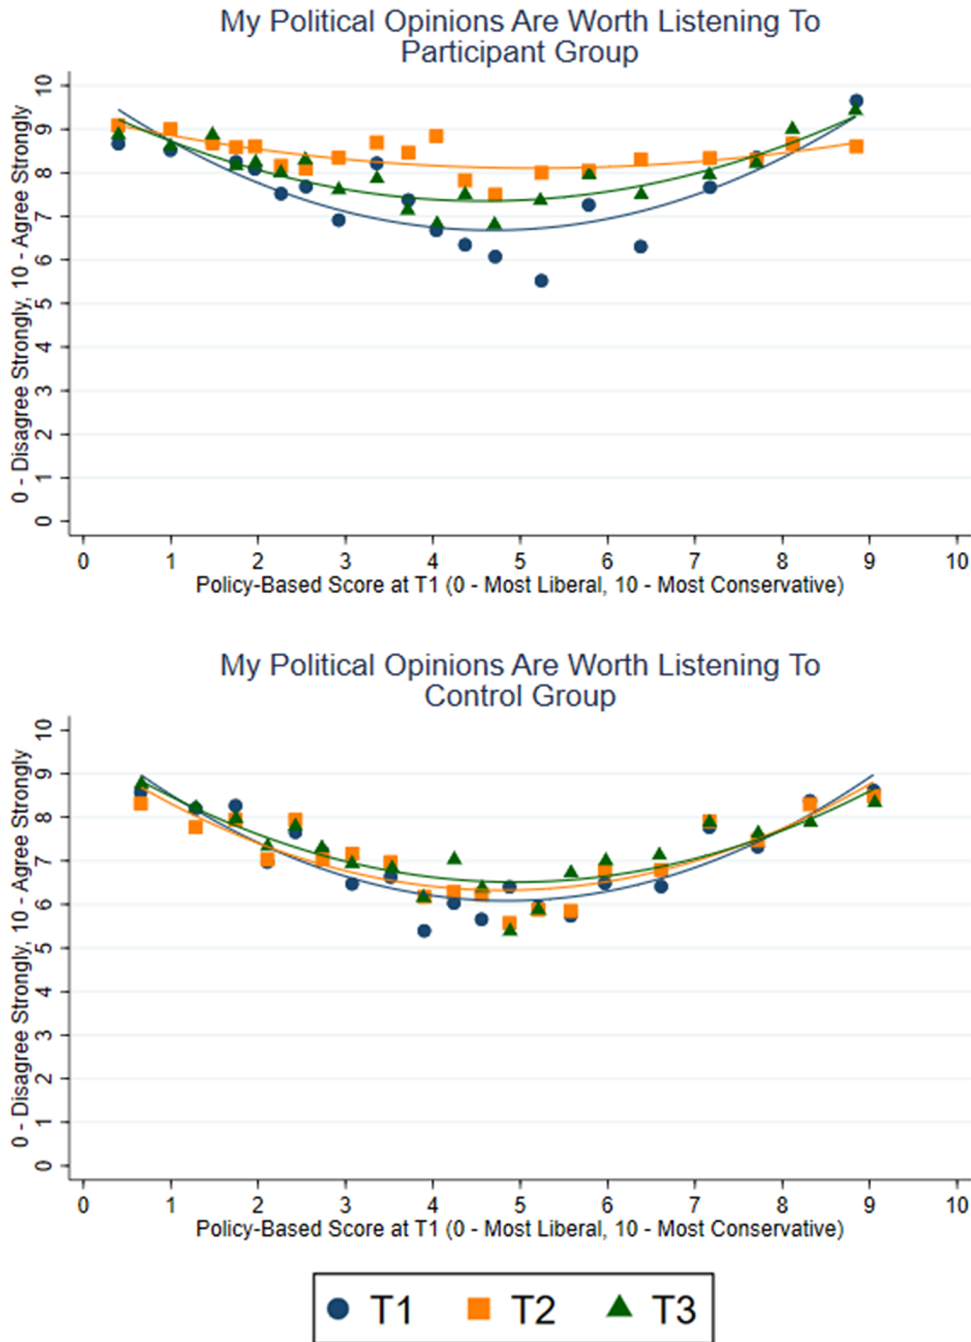 My Political Opinions Are Worth Listening To
Participant Group
0 - Disagree Strongly, 10 - Agree Strongly
10
9
8
7
6
5
4
3
2
1
0
0 1 2 3 4 5 6 7 8 9 10
Policy-Based Score at T1 (0 - Most Liberal, 10 - Most Conservative)
My Political Opinions Are Worth Listening To
Control Group
0 - Disagree Strongly, 10 - Agree Strongly
10
9
8
7
6
5
4
3
2
1
0
0 1 2 3 4 5 6 7 8 9 10
Policy-Based Score at T1 (0 - Most Liberal, 10 - Most Conservative)
T1 T2 T3